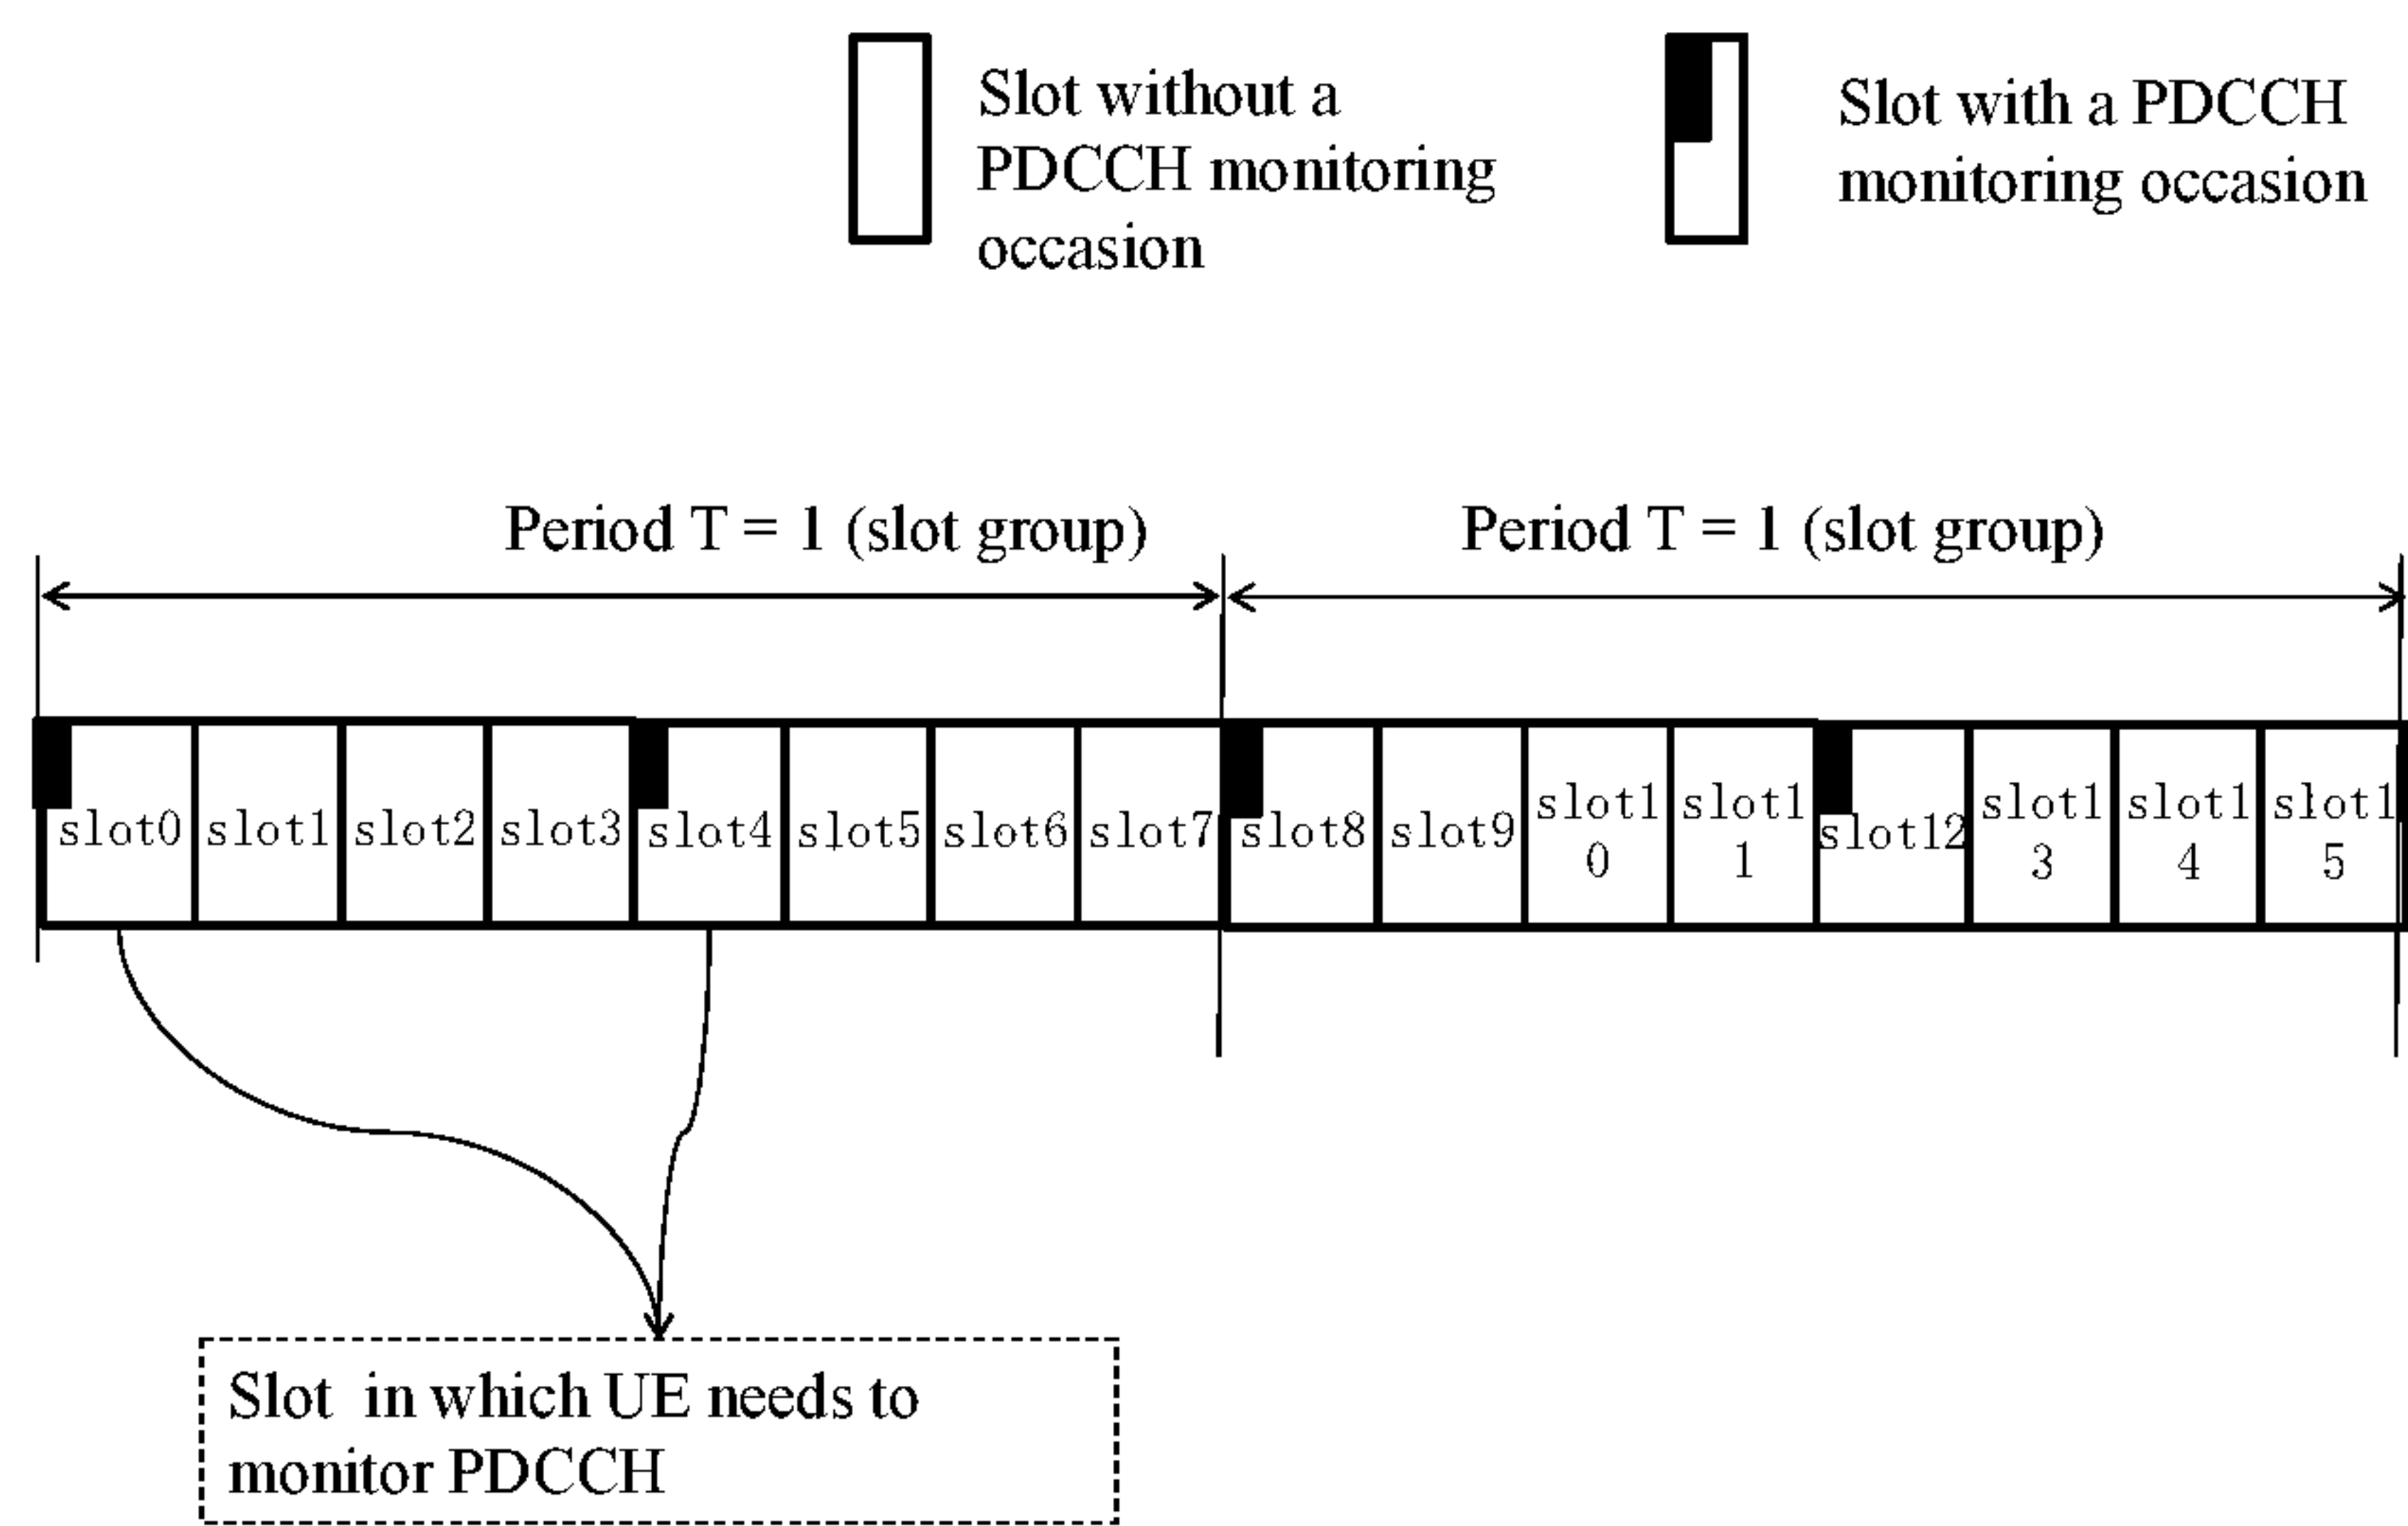 Slot without a
PDCCH monitoring
occasion
Slot with a PDCCH
monitoring occasion
Period T = 1 (slot group)
Period T = 1 (slot group)
slot0
slot1
slot2
slot3
slot4
slot5
slot6
slot7
slot8
slot9
slot1
0
slot1
1
slot12
slot1
3
slot1
4
slot1
5
Slot in which UE needs to
monitor PDCCH